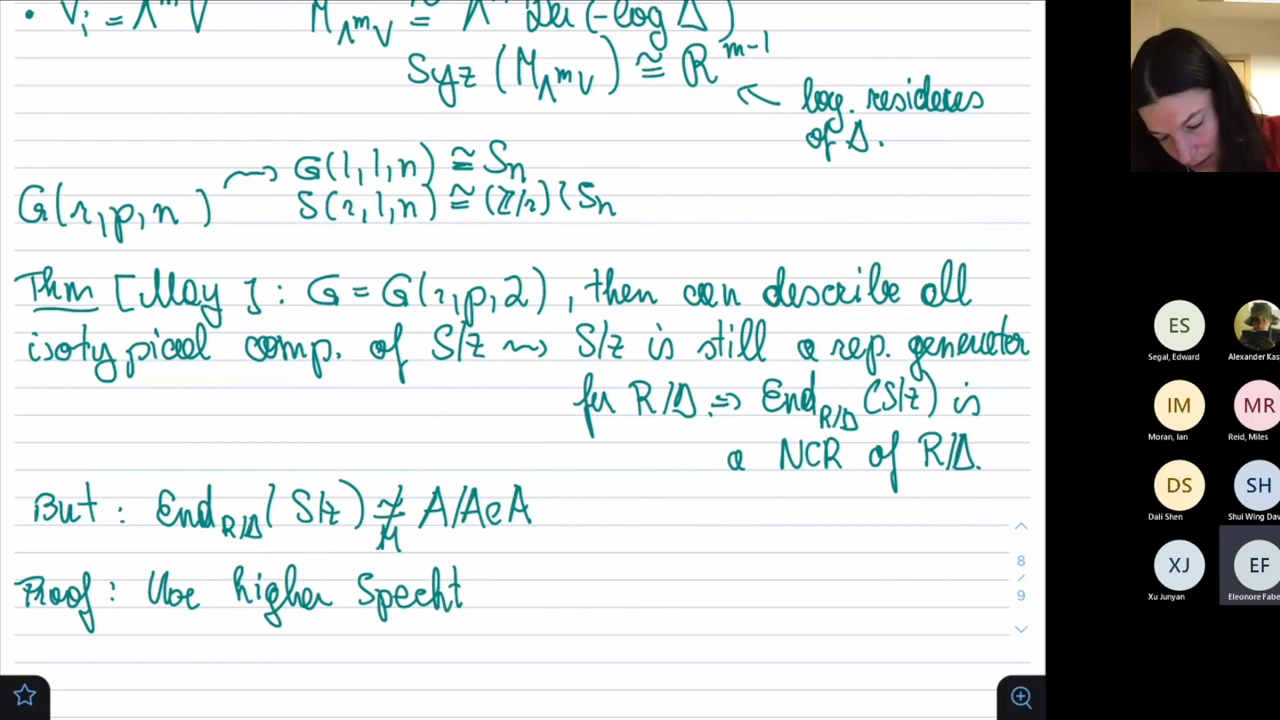 • V_i = Λ^m V M_{Λ^m V} ≅ Λ^m Der(-log Δ)
Syz (M_{Λ^m V}) ≅ R^{m-1}
↖ log. residues
of Δ.
G(r,p,n) ⇝ G(1,1,n) ≅ S_n
S(r,1,n) ≅ (Z/r) ≀ S_n
Thm [May]: G = G(r,p,2), then can describe all
isotypical comp. of S/z ⇝ S/z is still a rep. generator
for R/Δ. ⇒ End_{R/Δ}(S/z) is
a NCR of R/Δ.
But: End_{R/Δ}(S/z) ≄_M A/AeA
Proof: Use higher Specht
8
/
9
ES
Segal, Edward
Alexander Kas
IM
Moran, Ian
MR
Reid, Miles
DS
Dali Shen
SH
Shui Wing Dav
XJ
Xu Junyan
EF
Eleonore Fabe